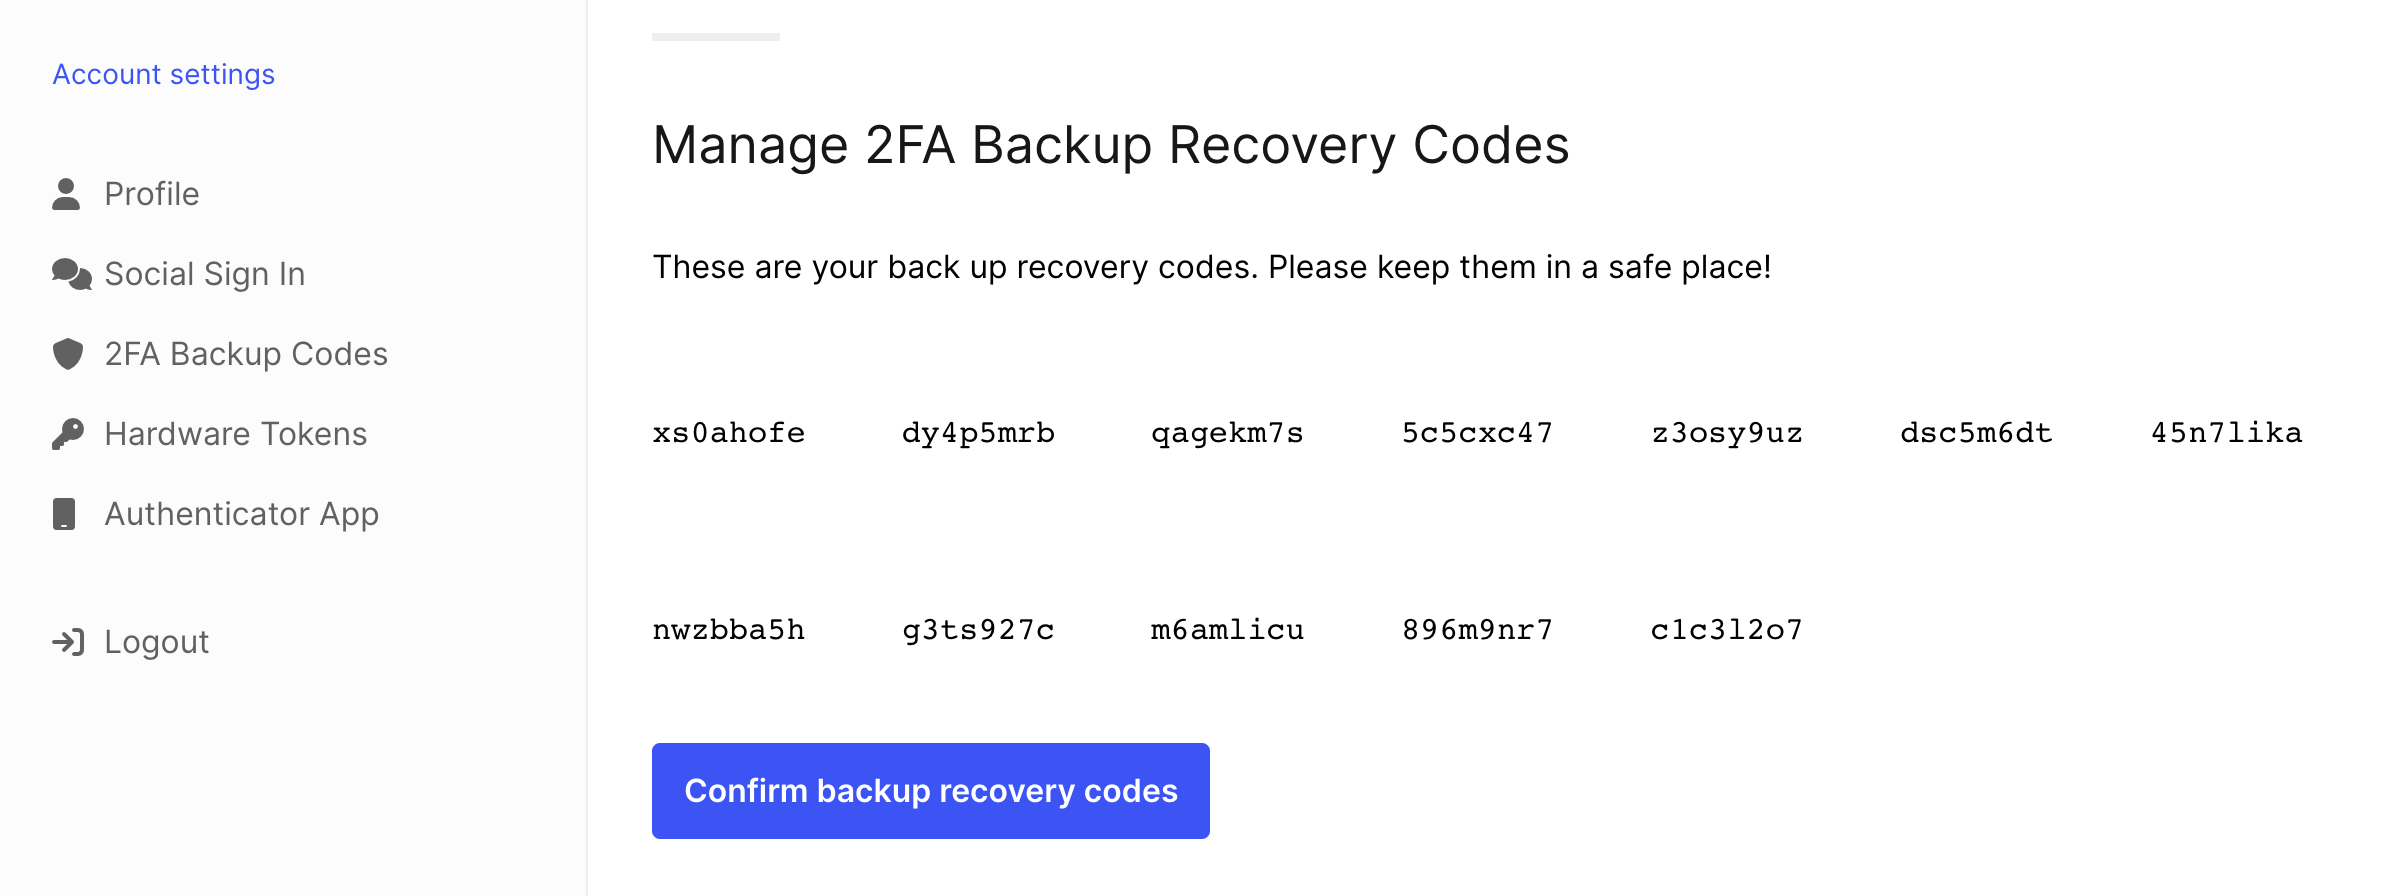 Account settings
Profile
Social Sign In
2FA Backup Codes
Hardware Tokens
Authenticator App
Logout
Manage 2FA Backup Recovery Codes
These are your back up recovery codes. Please keep them in a safe place!
xs0ahofe dy4p5mrb qagekm7s 5c5cxc47 z3osy9uz dsc5m6dt 45n7lika
nwzbba5h g3ts927c m6amlicu 896m9nr7 c1c3l2o7
Confirm backup recovery codes